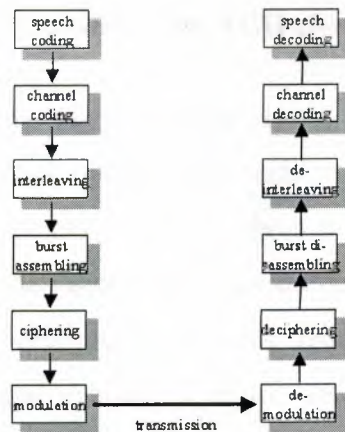 speech
coding
channel
coding
interleaving
burst
assembling
ciphering
modulation
transmission
speech
decoding
channel
decoding
de-
interleaving
burst di-
sassembling
deciphering
de-
modulation